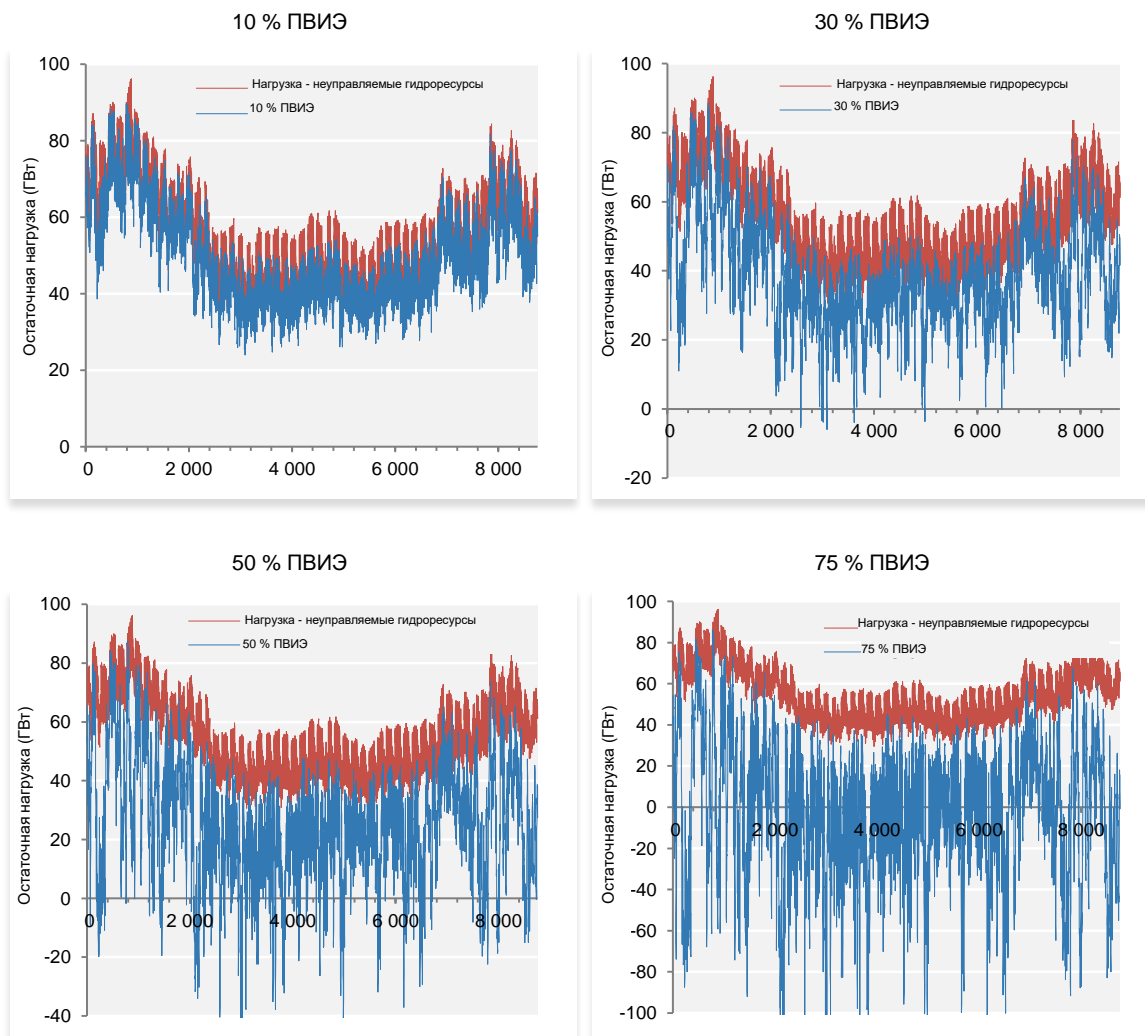 10 % ПВИЭ
Остаточная нагрузка (ГВт)
100
80
60
40
20
0
Нагрузка - неуправляемые гидроресурсы
10 % ПВИЭ
0 2 000 4 000 6 000 8 000
30 % ПВИЭ
Остаточная нагрузка (ГВт)
100
80
60
40
20
0
-20
Нагрузка - неуправляемые гидроресурсы
30 % ПВИЭ
0 2 000 4 000 6 000 8 000
50 % ПВИЭ
Остаточная нагрузка (ГВт)
100
80
60
40
20
0
-20
-40
Нагрузка - неуправляемые гидроресурсы
50 % ПВИЭ
0 2 000 4 000 6 000 8 000
75 % ПВИЭ
Остаточная нагрузка (ГВт)
100
80
60
40
20
0
-20
-40
-60
-80
-100
Нагрузка - неуправляемые гидроресурсы
75 % ПВИЭ
0 2 000 4 000 6 000 8 000